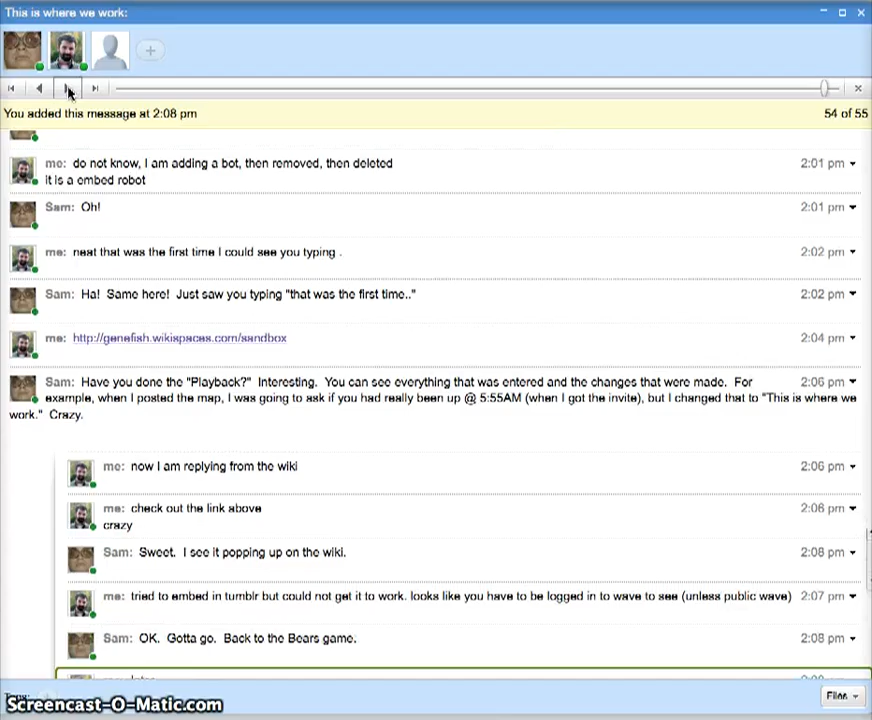 This is where we work:
You added this message at 2:08 pm 54 of 55
me: do not know, I am adding a bot, then removed, then deleted 2:01 pm
it is a embed robot
Sam: Oh! 2:01 pm
me: neat that was the first time I could see you typing . 2:02 pm
Sam: Ha! Same here! Just saw you typing "that was the first time.." 2:02 pm
me: http://genefish.wikispaces.com/sandbox 2:04 pm
Sam: Have you done the "Playback?" Interesting. You can see everything that was entered and the changes that were made. For 2:06 pm
example, when I posted the map, I was going to ask if you had really been up @ 5:55AM (when I got the invite), but I changed that to "This is where we
work." Crazy.
me: now I am replying from the wiki 2:06 pm
me: check out the link above 2:06 pm
crazy
Sam: Sweet. I see it popping up on the wiki. 2:08 pm
me: tried to embed in tumblr but could not get it to work. looks like you have to be logged in to wave to see (unless public wave) 2:07 pm
Sam: OK. Gotta go. Back to the Bears game. 2:08 pm
Files
Screencast-O-Matic.com